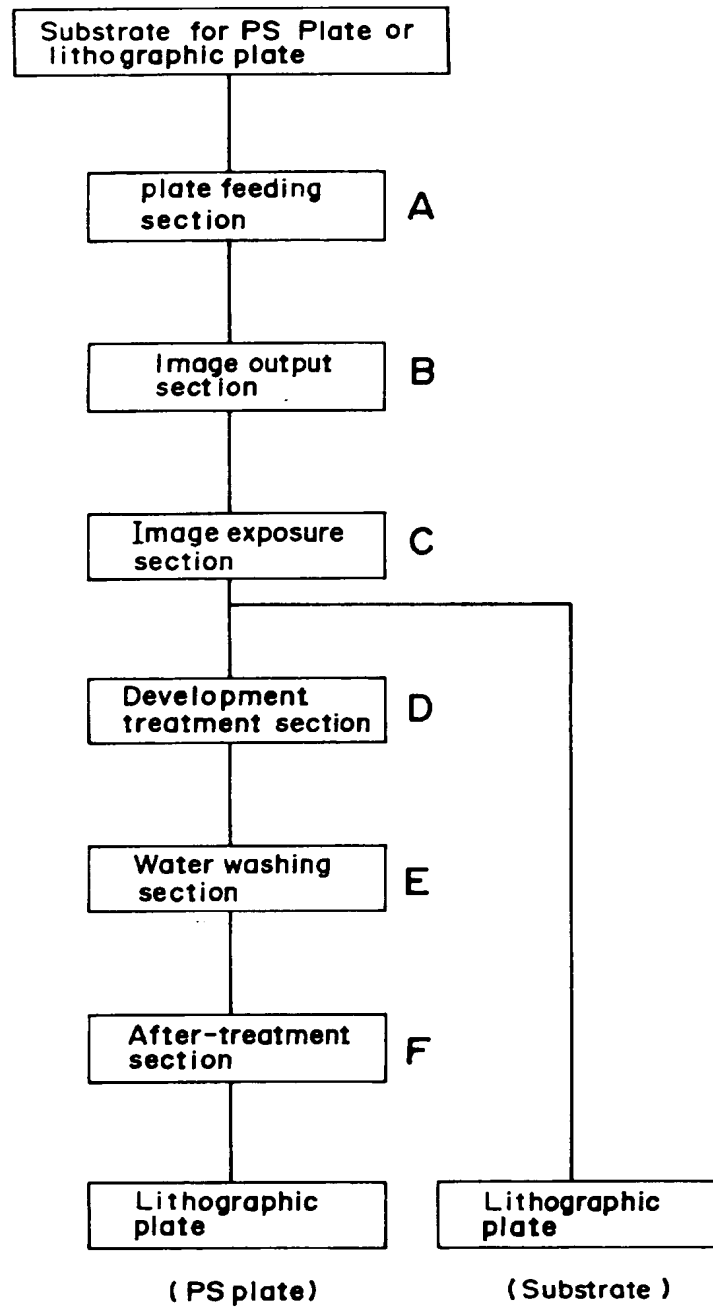 Substrate for PS Plate or
lithographic plate
plate feeding
section
A
Image output
section
B
Image exposure
section
C
Development
treatment section
D
Water washing
section
E
After-treatment
section
F
Lithographic
plate
Lithographic
plate
(PS plate)
(Substrate)